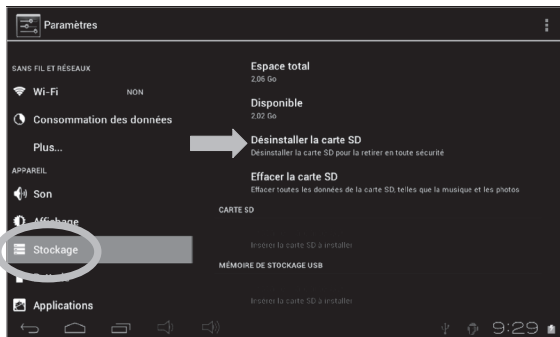 Paramètres
SANS FIL ET RÉSEAUX
Wi-Fi NON
Consommation des données
Plus...
APPAREIL
Son
Affichage
Stockage
Applications
Espace total
2,06 Go
Disponible
2,02 Go
Désinstaller la carte SD
Désinstaller la carte SD pour la retirer en toute sécurité
Effacer la carte SD
Effacer toutes les données de la carte SD, telles que la musique et les photos
CARTE SD
Insérer la carte SD à installer
MÉMOIRE DE STOCKAGE USB
Insérer la carte SD à installer
9:29